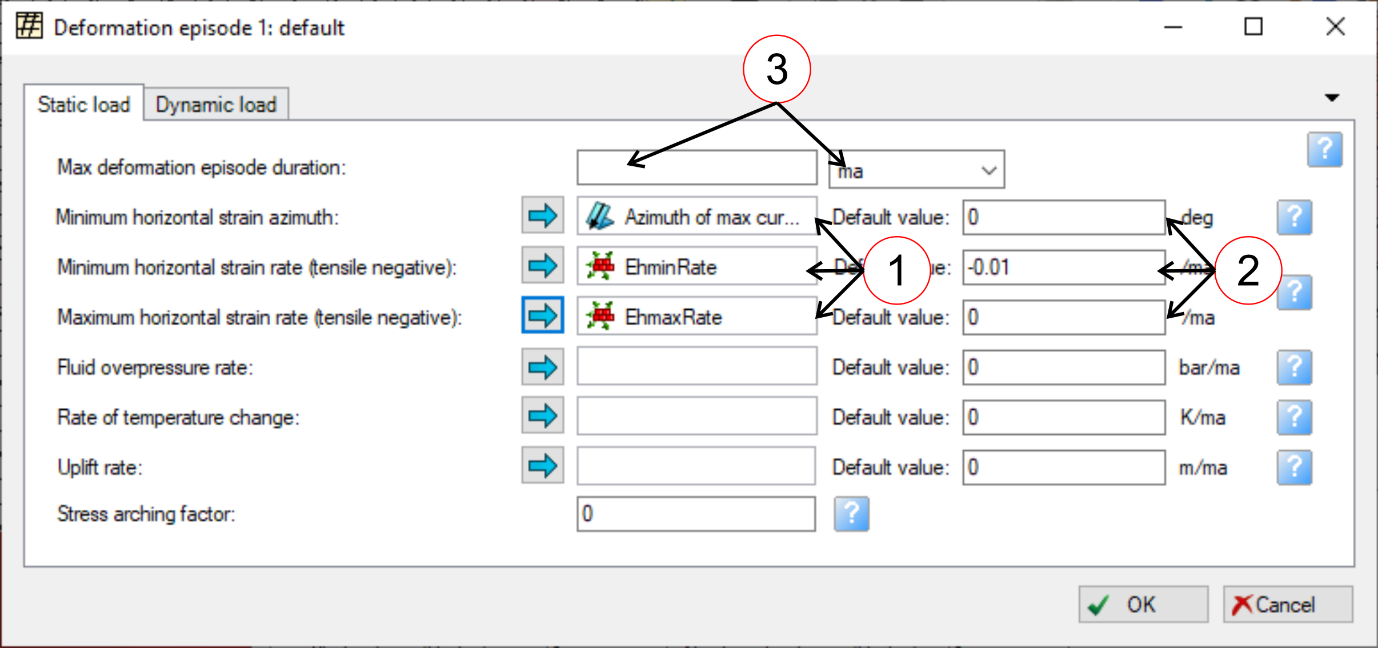 Deformation episode 1: default
3
Static load Dynamic load
Max deformation episode duration: ma
Minimum horizontal strain azimuth: Azimuth of max cur... Default value: 0 deg
Minimum horizontal strain rate (tensile negative): EhminRate 1 -0.01 2 /ma
Maximum horizontal strain rate (tensile negative): EhmaxRate Default value: 0 /ma
Fluid overpressure rate: Default value: 0 bar/ma ?
Rate of temperature change: Default value: 0 K/ma ?
Uplift rate: Default value: 0 m/ma ?
Stress arching factor: 0 ?
OK Cancel